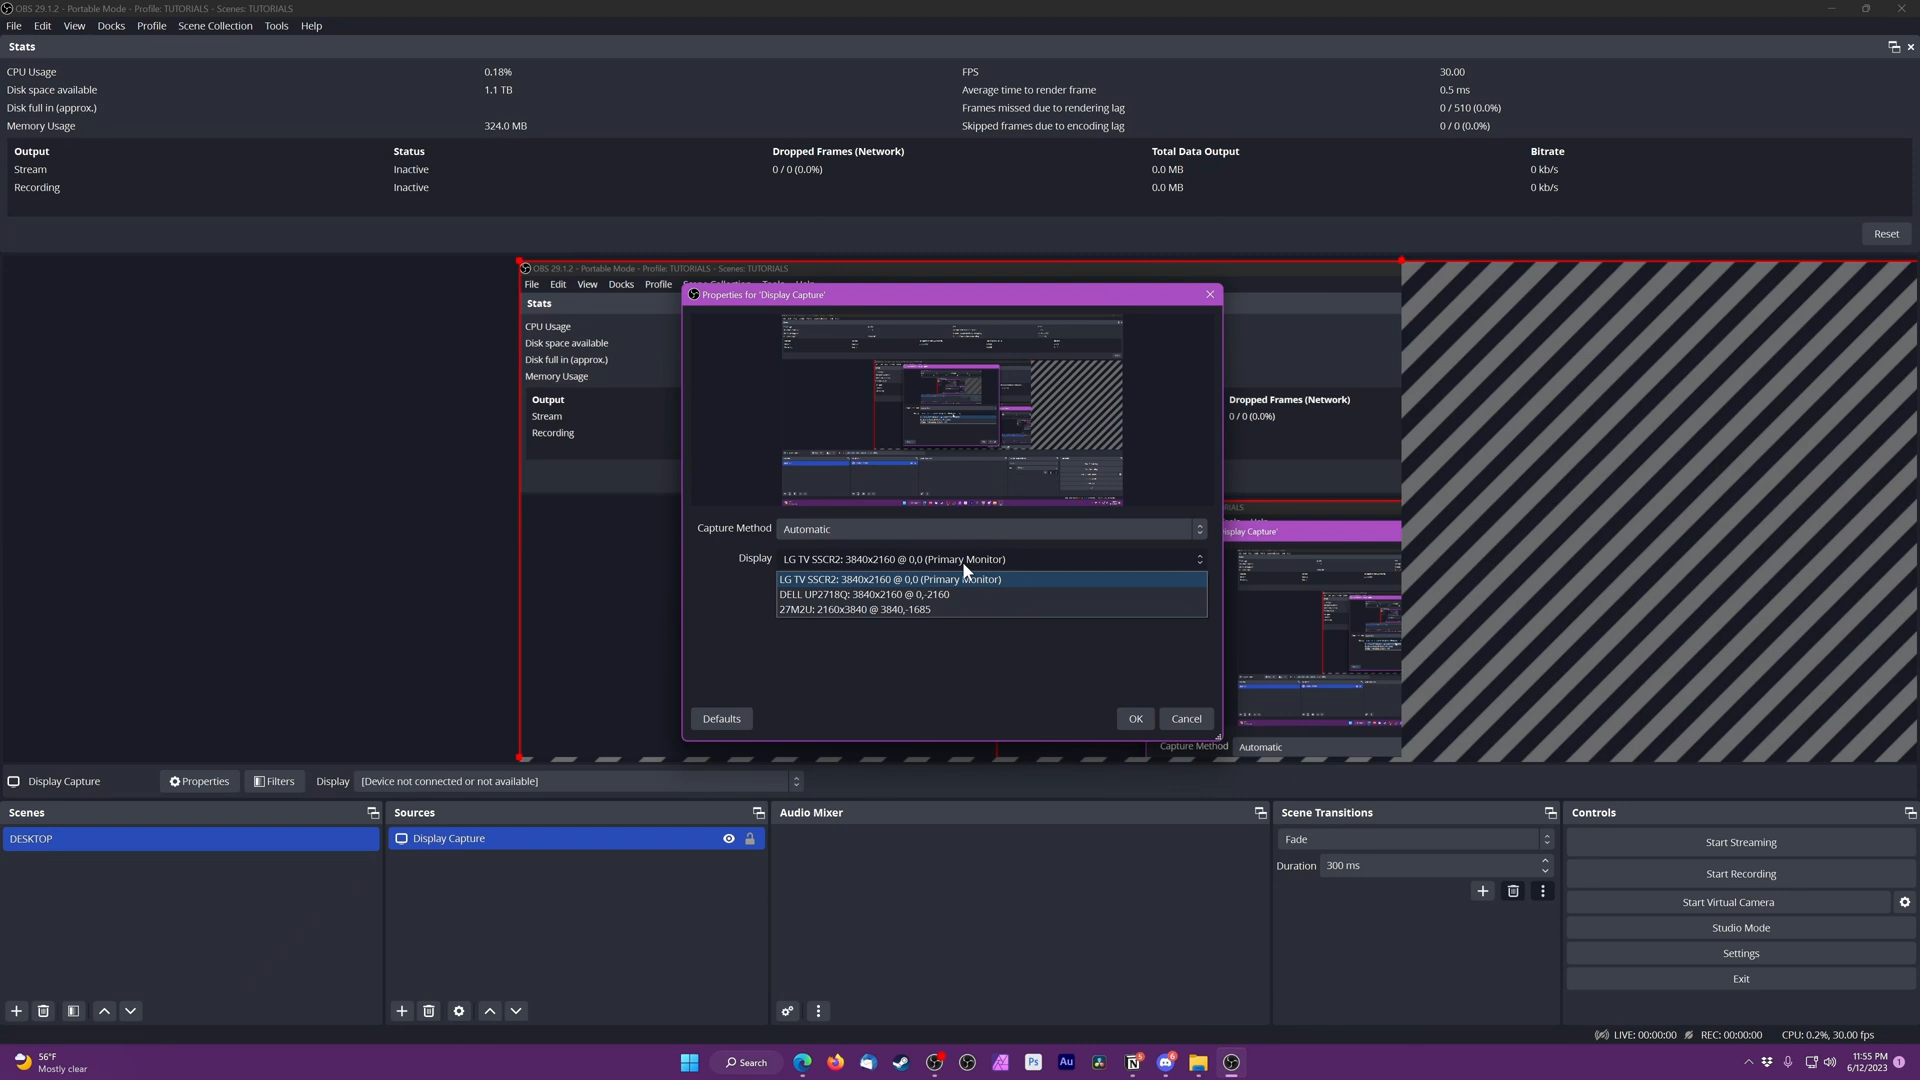 OBS 29.1.2 - Portable Mode - Profile: TUTORIALS - Scenes: TUTORIALS
File Edit View Docks Profile Scene Collection Tools Help
Stats
CPU Usage 0.18% FPS 30.00
Disk space available 1.1 TB Average time to render frame 0.5 ms
Disk full in (approx.) Frames missed due to rendering lag 0 / 510 (0.0%)
Memory Usage 324.0 MB Skipped frames due to encoding lag 0 / 0 (0.0%)
Output Status Dropped Frames (Network) Total Data Output Bitrate
Stream Inactive 0 / 0 (0.0%) 0.0 MB 0 kb/s
Recording Inactive 0.0 MB 0 kb/s
Reset
OBS 29.1.2 - Portable Mode - Profile: TUTORIALS - Scenes: TUTORIALS
File Edit View Docks Profile
Properties for 'Display Capture'
Stats
CPU Usage
Disk space available
Disk full in (approx.)
Memory Usage
Output Dropped Frames (Network)
Stream 0 / 0 (0.0%)
Recording
Capture Method Automatic
Display LG TV SSCR2: 3840x2160 @ 0,0 (Primary Monitor)
LG TV SSCR2: 3840x2160 @ 0,0 (Primary Monitor)
DELL UP2718Q: 3840x2160 @ 0,-2160
27M2U: 2160x3840 @ 3840,-1685
Defaults OK Cancel
Capture Method Automatic
Display Capture Properties Filters Display [Device not connected or not available]
Scenes Sources Audio Mixer Scene Transitions Controls
DESKTOP Display Capture Fade Start Streaming
Duration 300 ms
Start Recording
Start Virtual Camera
Studio Mode
Settings
Exit
LIVE: 00:00:00 REC: 00:00:00 CPU: 0.2%, 30.00 fps
56°F
Mostly clear
Search
Ps Au
11:55 PM
6/12/2023